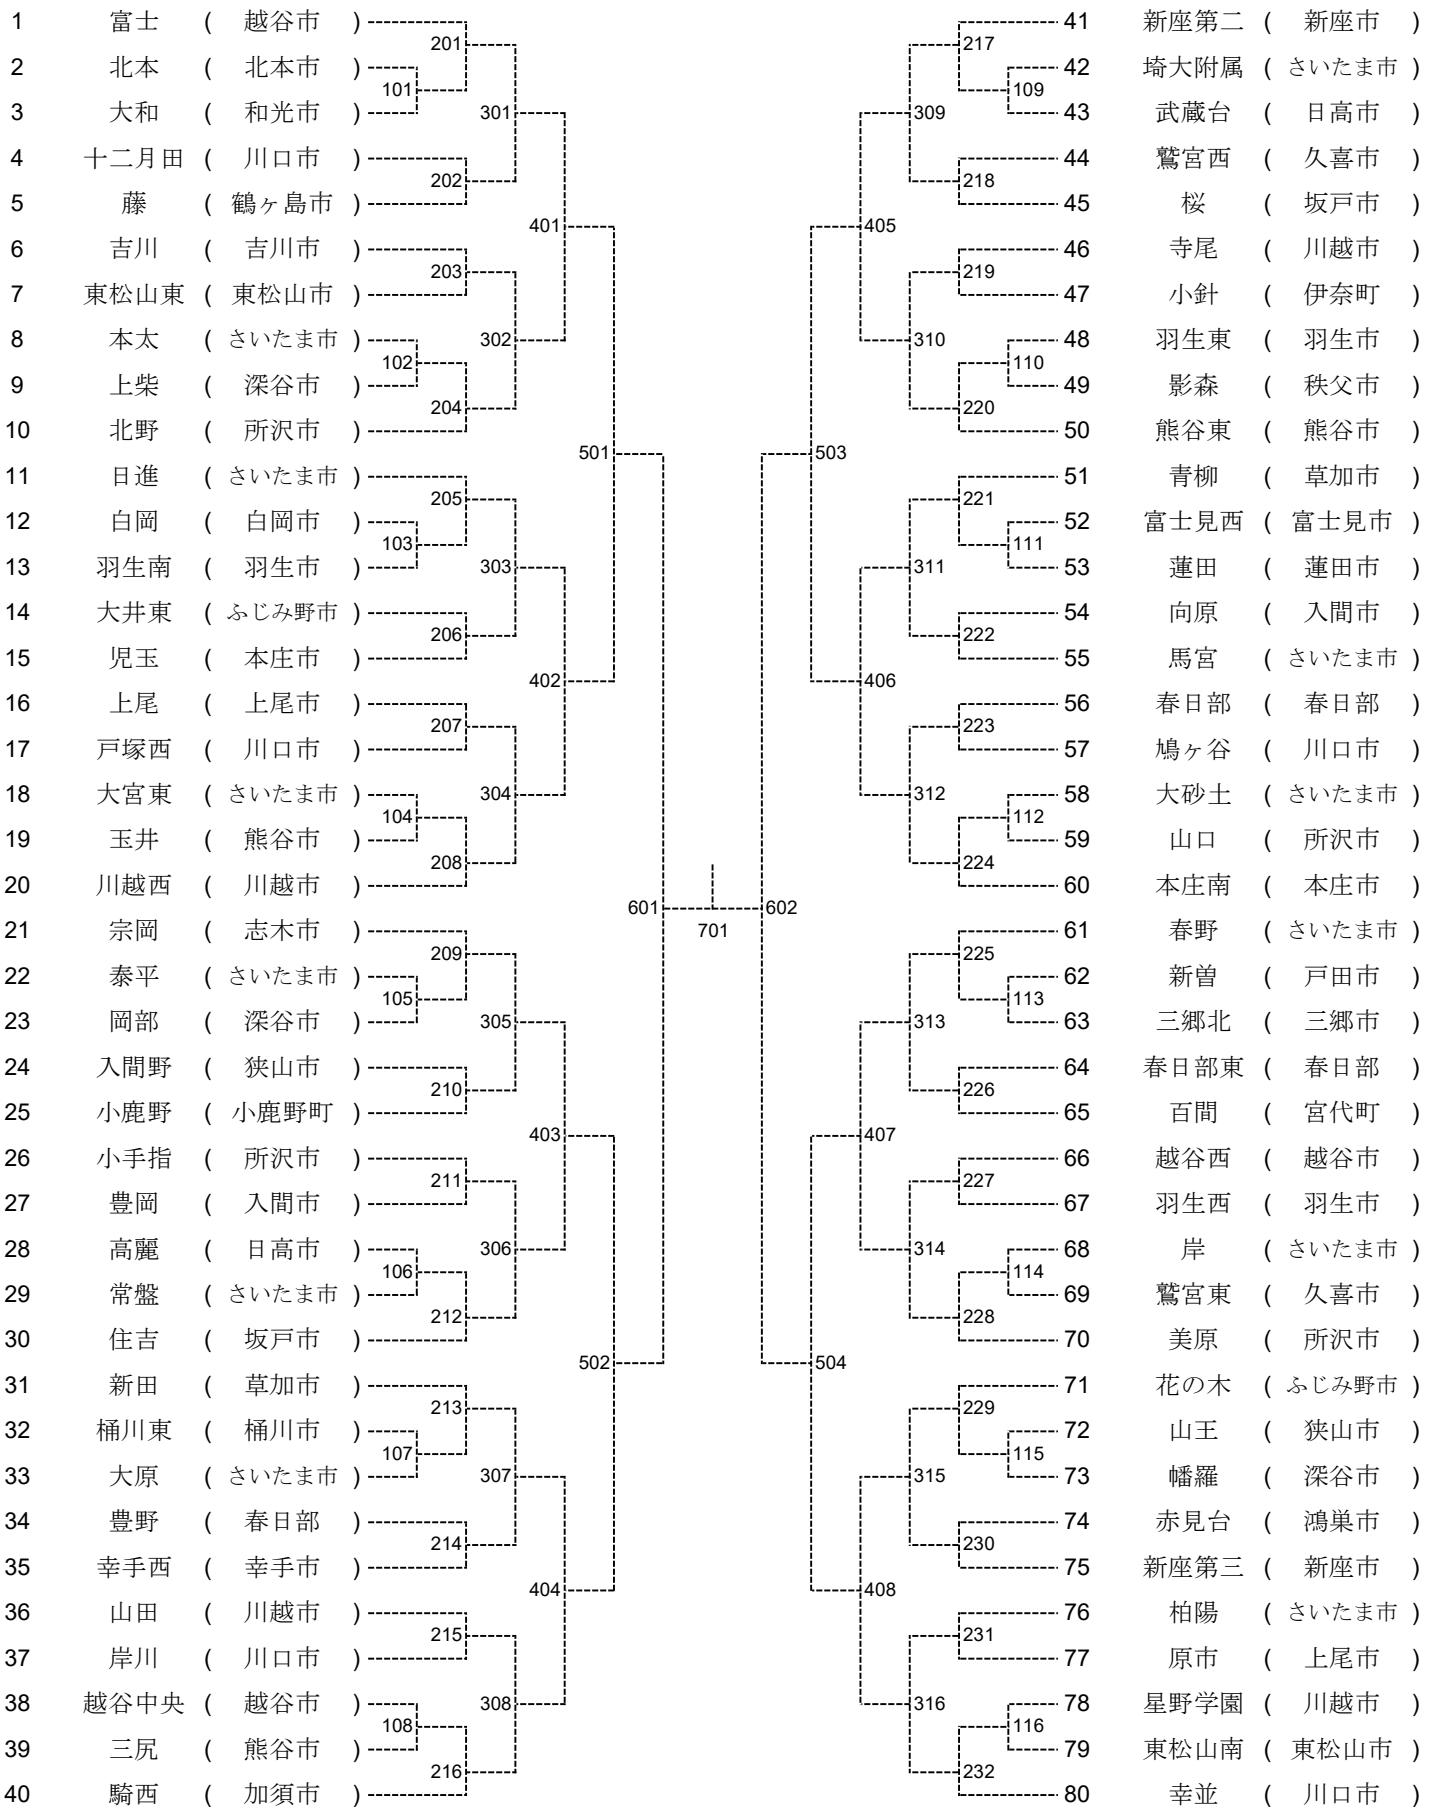 1 富士 ( 越谷市 )
2 北本 ( 北本市 )
3 大和 ( 和光市 )
4 十二月田 ( 川口市 )
5 藤 ( 鶴ヶ島市 )
6 吉川 ( 吉川市 )
7 東松山東 ( 東松山市 )
8 本太 ( さいたま市 )
9 上柴 ( 深谷市 )
10 北野 ( 所沢市 )
11 日進 ( さいたま市 )
12 白岡 ( 白岡市 )
13 羽生南 ( 羽生市 )
14 大井東 ( ふじみ野市 )
15 児玉 ( 本庄市 )
16 上尾 ( 上尾市 )
17 戸塚西 ( 川口市 )
18 大宮東 ( さいたま市 )
19 玉井 ( 熊谷市 )
20 川越西 ( 川越市 )
21 宗岡 ( 志木市 )
22 泰平 ( さいたま市 )
23 岡部 ( 深谷市 )
24 入間野 ( 狭山市 )
25 小鹿野 ( 小鹿野町 )
26 小手指 ( 所沢市 )
27 豊岡 ( 入間市 )
28 高麗 ( 日高市 )
29 常盤 ( さいたま市 )
30 住吉 ( 坂戸市 )
31 新田 ( 草加市 )
32 桶川東 ( 桶川市 )
33 大原 ( さいたま市 )
34 豊野 ( 春日部 )
35 幸手西 ( 幸手市 )
36 山田 ( 川越市 )
37 岸川 ( 川口市 )
38 越谷中央 ( 越谷市 )
39 三尻 ( 熊谷市 )
40 騎西 ( 加須市 )
101
102
103
104
105
106
107
108
201
202
203
204
205
206
207
208
209
210
211
212
213
214
215
216
301
302
303
304
305
306
307
308
401
402
403
404
501
502
601
701
602
503
504
405
406
407
408
309
310
311
312
313
314
315
316
217
218
219
220
221
222
223
224
225
226
227
228
229
230
231
232
109
110
111
112
113
114
115
116
41 新座第二 ( 新座市 )
42 埼大附属 ( さいたま市 )
43 武蔵台 ( 日高市 )
44 鷲宮西 ( 久喜市 )
45 桜 ( 坂戸市 )
46 寺尾 ( 川越市 )
47 小針 ( 伊奈町 )
48 羽生東 ( 羽生市 )
49 影森 ( 秩父市 )
50 熊谷東 ( 熊谷市 )
51 青柳 ( 草加市 )
52 富士見西 ( 富士見市 )
53 蓮田 ( 蓮田市 )
54 向原 ( 入間市 )
55 馬宮 ( さいたま市 )
56 春日部 ( 春日部 )
57 鳩ヶ谷 ( 川口市 )
58 大砂土 ( さいたま市 )
59 山口 ( 所沢市 )
60 本庄南 ( 本庄市 )
61 春野 ( さいたま市 )
62 新曽 ( 戸田市 )
63 三郷北 ( 三郷市 )
64 春日部東 ( 春日部 )
65 百間 ( 宮代町 )
66 越谷西 ( 越谷市 )
67 羽生西 ( 羽生市 )
68 岸 ( さいたま市 )
69 鷲宮東 ( 久喜市 )
70 美原 ( 所沢市 )
71 花の木 ( ふじみ野市 )
72 山王 ( 狭山市 )
73 幡羅 ( 深谷市 )
74 赤見台 ( 鴻巣市 )
75 新座第三 ( 新座市 )
76 柏陽 ( さいたま市 )
77 原市 ( 上尾市 )
78 星野学園 ( 川越市 )
79 東松山南 ( 東松山市 )
80 幸並 ( 川口市 )